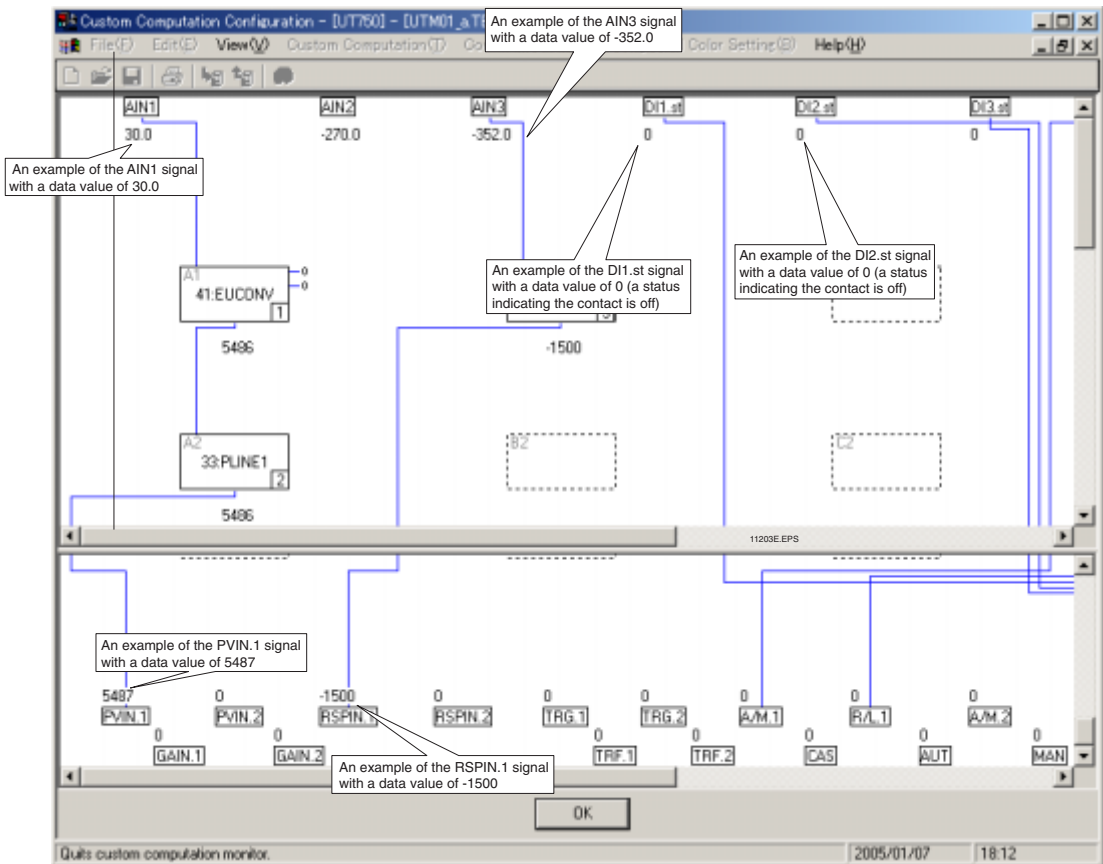 Custom Computation Configuration - [UT750] - [UTM01_a.TE
An example of the AIN3 signal
with a data value of -352.0
File(F) Edit(E) View(V) Custom Computation(T) Co Color Setting(B) Help(H)
AIN1 AIN2 AIN3 DI1.st DI2.st DI3.st
30.0 -270.0 -352.0 0 0 0
An example of the AIN1 signal
with a data value of 30.0
An example of the DI1.st signal
with a data value of 0 (a status
indicating the contact is off)
An example of the DI2.st signal
with a data value of 0 (a status
indicating the contact is off)
A1
0
41:EUCONV 0
1
5486 -1500
A2 B2 C2
33:PLINE1
2
5486
11203E.EPS
An example of the PVIN.1 signal
with a data value of 5487
5487 0 -1500 0 0 0 0 0 0
PVIN.1 PVIN.2 RSPIN.1 RSPIN.2 TRG.1 TRG.2 A/M.1 R/L.1 A/M.2
0 0 0 0 0 0 0
GAIN.1 GAIN.2 TRF.1 TRF.2 CAS AUT MAN
An example of the RSPIN.1 signal
with a data value of -1500
OK
Quits custom computation monitor. 2005/01/07 18:12